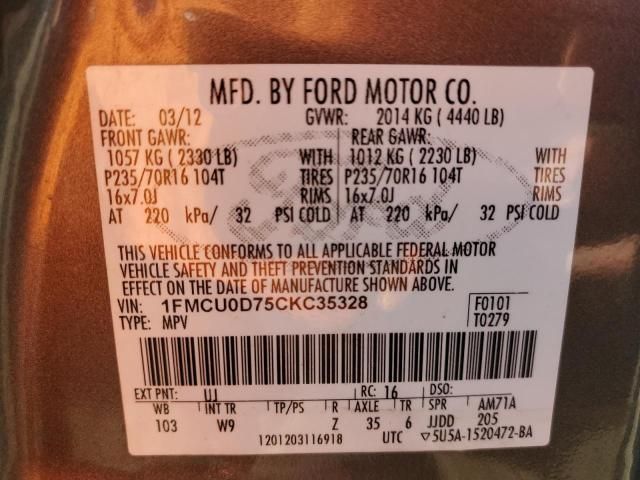 MFD. BY FORD MOTOR CO.
DATE: 03/12 GVWR: 2014 KG ( 4440 LB)
FRONT GAWR: REAR GAWR:
1057 KG ( 2330 LB) WITH 1012 KG ( 2230 LB) WITH
P235/70R16 104T TIRES P235/70R16 104T TIRES
16x7.0J RIMS 16x7.0J RIMS
AT 220 kPa/ 32 PSI COLD AT 220 kPa/ 32 PSI COLD
THIS VEHICLE CONFORMS TO ALL APPLICABLE FEDERAL MOTOR
VEHICLE SAFETY AND THEFT PREVENTION STANDARDS IN
EFFECT ON THE DATE OF MANUFACTURE SHOWN ABOVE.
VIN: 1FMCU0D75CKC35328 F0101
TYPE: MPV T0279
EXT PNT: UJ RC: 16 DSO:
WB INT TR TP/PS R AXLE TR SPR AM71A
103 W9 Z 35 6 JJDD 205
1201203116918 UTC ▽5U5A-1520472-BA